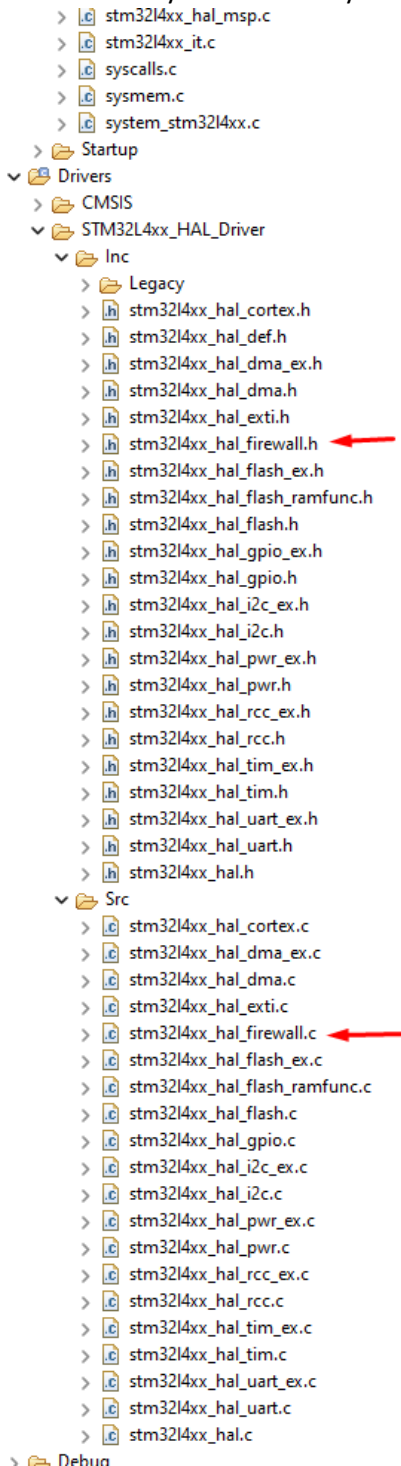 stm32l4xx_hal_msp.c
stm32l4xx_it.c
syscalls.c
sysmem.c
system_stm32l4xx.c
Startup
Drivers
CMSIS
STM32L4xx_HAL_Driver
Inc
Legacy
stm32l4xx_hal_cortex.h
stm32l4xx_hal_def.h
stm32l4xx_hal_dma_ex.h
stm32l4xx_hal_dma.h
stm32l4xx_hal_exti.h
stm32l4xx_hal_firewall.h
stm32l4xx_hal_flash_ex.h
stm32l4xx_hal_flash_ramfunc.h
stm32l4xx_hal_flash.h
stm32l4xx_hal_gpio_ex.h
stm32l4xx_hal_gpio.h
stm32l4xx_hal_i2c_ex.h
stm32l4xx_hal_i2c.h
stm32l4xx_hal_pwr_ex.h
stm32l4xx_hal_pwr.h
stm32l4xx_hal_rcc_ex.h
stm32l4xx_hal_rcc.h
stm32l4xx_hal_tim_ex.h
stm32l4xx_hal_tim.h
stm32l4xx_hal_uart_ex.h
stm32l4xx_hal_uart.h
stm32l4xx_hal.h
Src
stm32l4xx_hal_cortex.c
stm32l4xx_hal_dma_ex.c
stm32l4xx_hal_dma.c
stm32l4xx_hal_exti.c
stm32l4xx_hal_firewall.c
stm32l4xx_hal_flash_ex.c
stm32l4xx_hal_flash_ramfunc.c
stm32l4xx_hal_flash.c
stm32l4xx_hal_gpio.c
stm32l4xx_hal_i2c_ex.c
stm32l4xx_hal_i2c.c
stm32l4xx_hal_pwr_ex.c
stm32l4xx_hal_pwr.c
stm32l4xx_hal_rcc_ex.c
stm32l4xx_hal_rcc.c
stm32l4xx_hal_tim_ex.c
stm32l4xx_hal_tim.c
stm32l4xx_hal_uart_ex.c
stm32l4xx_hal_uart.c
stm32l4xx_hal.c
Debug